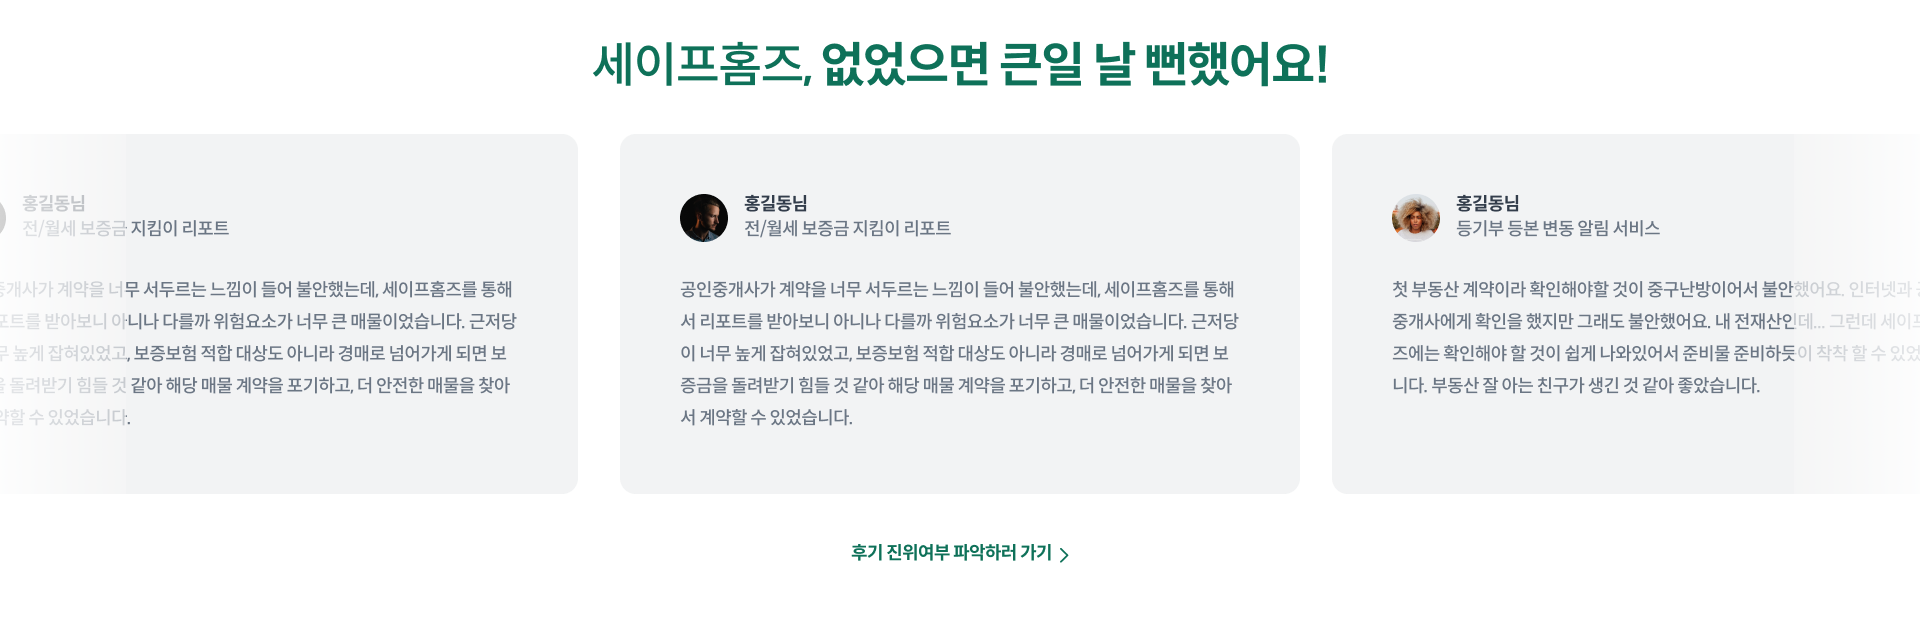 세이프홈즈, 없었으면 큰일 날 뻔했어요!
홍길동님
전/월세 보증금 지킴이 리포트
중개사가 계약을 너무 서두르는 느낌이 들어 불안했는데, 세이프홈즈를 통해
포트를 받아보니 아니나 다를까 위험요소가 너무 큰 매물이었습니다. 근저당
무 높게 잡혀있었고, 보증보험 적합 대상도 아니라 경매로 넘어가게 되면 보
을 돌려받기 힘들 것 같아 해당 매물 계약을 포기하고, 더 안전한 매물을 찾아
약할 수 있었습니다.
홍길동님
전/월세 보증금 지킴이 리포트
공인중개사가 계약을 너무 서두르는 느낌이 들어 불안했는데, 세이프홈즈를 통해
서 리포트를 받아보니 아니나 다를까 위험요소가 너무 큰 매물이었습니다. 근저당
이 너무 높게 잡혀있었고, 보증보험 적합 대상도 아니라 경매로 넘어가게 되면 보
증금을 돌려받기 힘들 것 같아 해당 매물 계약을 포기하고, 더 안전한 매물을 찾아
서 계약할 수 있었습니다.
홍길동님
등기부 등본 변동 알림 서비스
첫 부동산 계약이라 확인해야할 것이 중구난방이어서 불안했어요. 인터넷과
중개사에게 확인을 했지만 그래도 불안했어요. 내 전재산인데... 그런데 세이프
즈에는 확인해야 할 것이 쉽게 나와있어서 준비물 준비하듯이 착착 할 수 있었
니다. 부동산 잘 아는 친구가 생긴 것 같아 좋았습니다.
후기 진위여부 파악하러 가기